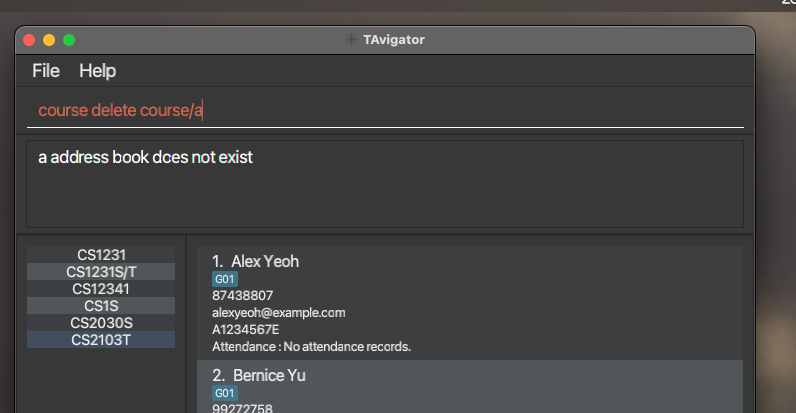 TAvigator
File Help
course delete course/a
a address book does not exist
CS1231
CS1231S/T
CS12341
CS1S
CS2030S
CS2103T
1. Alex Yeoh
G01
87438807
alexyeoh@example.com
A1234567E
Attendance : No attendance records.
2. Bernice Yu
G01
99272758